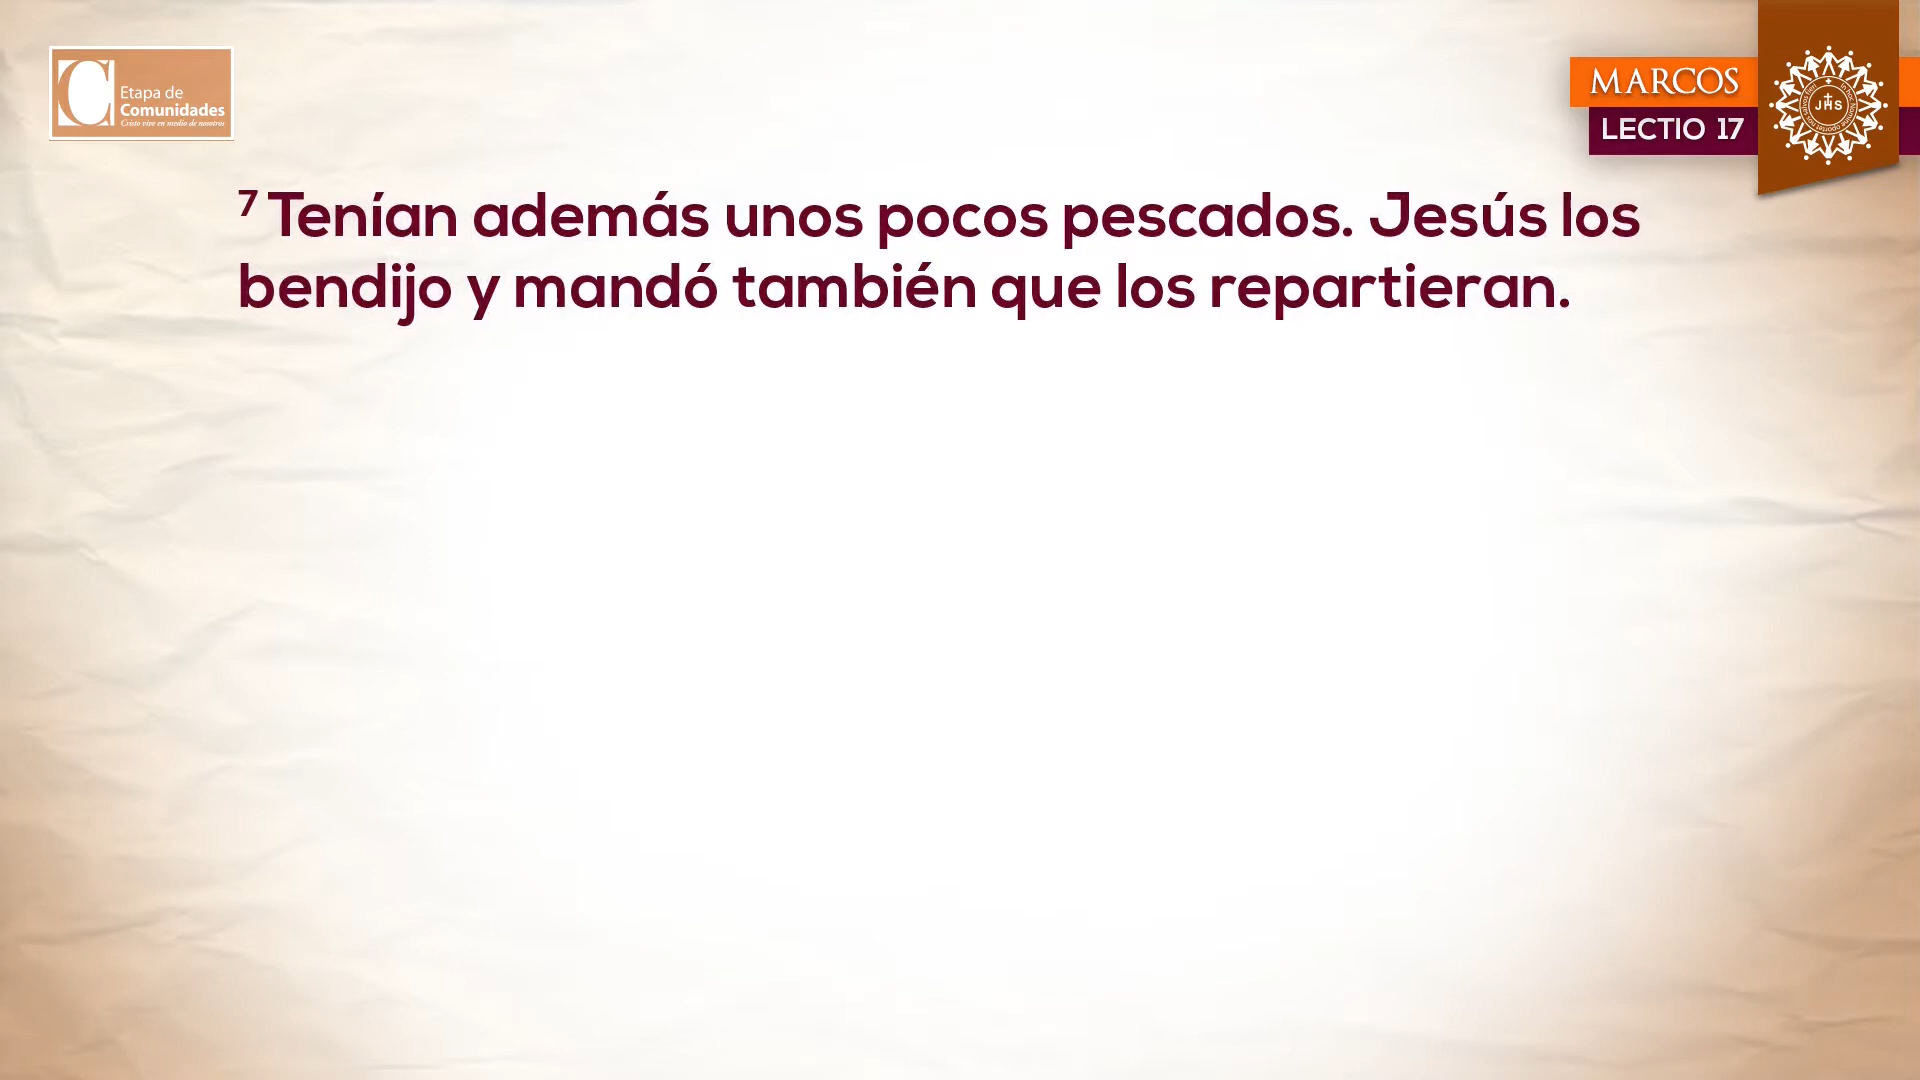 Etapa de
Comunidades
Cristo vive en medio de nosotros
MARCOS
LECTIO 17
JHS
7 Tenían además unos pocos pescados. Jesús los
bendijo y mandó también que los repartieran.